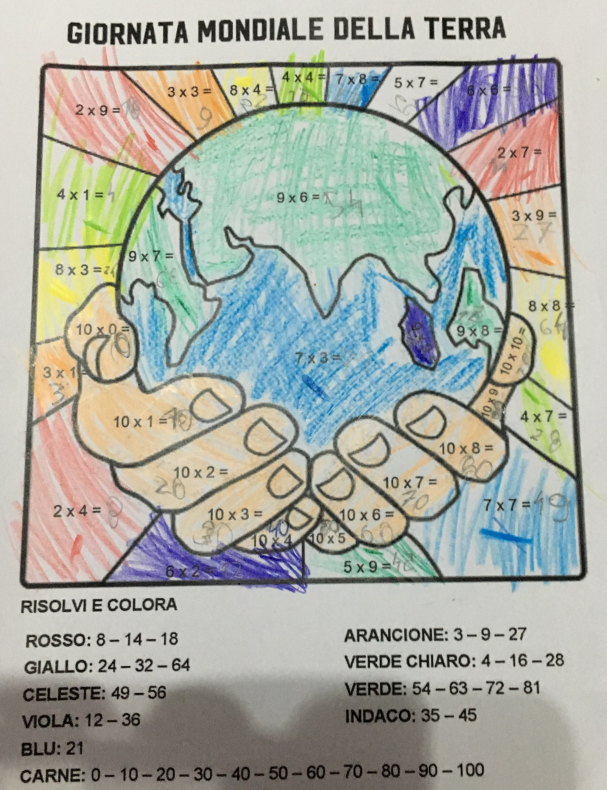 GIORNATA MONDIALE DELLA TERRA
2 x 9 = 18
3 x 3 = 9
8 x 4 =
4 x 4 =
7 x 8 =
5 x 7 =
6 x 6 =
2 x 7 =
4 x 1 =
9 x 6 = 54
3 x 9 = 27
9 x 7 =
8 x 3 =
8 x 8 = 64
10 x 0 = 0
7 x 3 =
9 x 8 =
10 x 10 =
3 x 1 = 3
10 x 9
10 x 1 = 10
4 x 7 = 28
10 x 8 =
10 x 2 = 20
10 x 7 = 70
2 x 4 = 8
10 x 3 =
10 x 6 = 60
7 x 7 = 49
10 x 4
10 x 5
6 x 2 =
5 x 9 =
RISOLVI E COLORA
ROSSO: 8 – 14 – 18
GIALLO: 24 – 32 – 64
CELESTE: 49 – 56
VIOLA: 12 – 36
BLU: 21
CARNE: 0 – 10 – 20 – 30 – 40 – 50 – 60 – 70 – 80 – 90 – 100
ARANCIONE: 3 – 9 – 27
VERDE CHIARO: 4 – 16 – 28
VERDE: 54 – 63 – 72 – 81
INDACO: 35 – 45